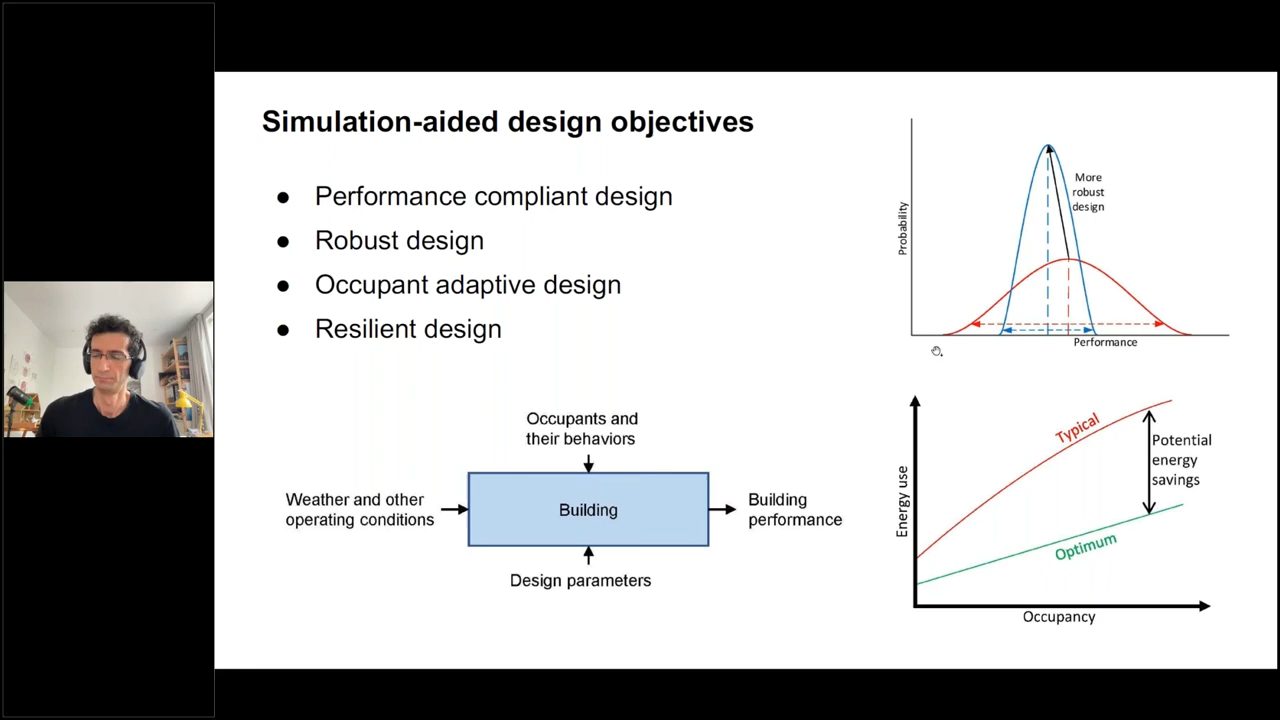 Simulation-aided design objectives
● Performance compliant design
● Robust design
● Occupant adaptive design
● Resilient design
Occupants and
their behaviors
Weather and other
operating conditions
Building
Building
performance
Design parameters
Probability
More
robust
design
Performance
Energy use
Typical
Potential
energy
savings
Optimum
Occupancy